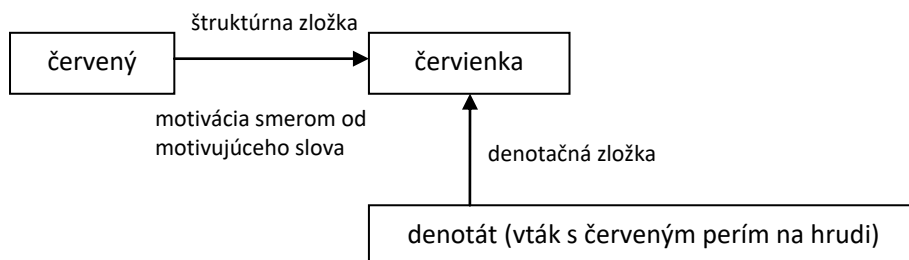 štruktúrna zložka
červený
červienka
motivácia smerom od
motivujúceho slova
denotačná zložka
denotát (vták s červeným perím na hrudi)